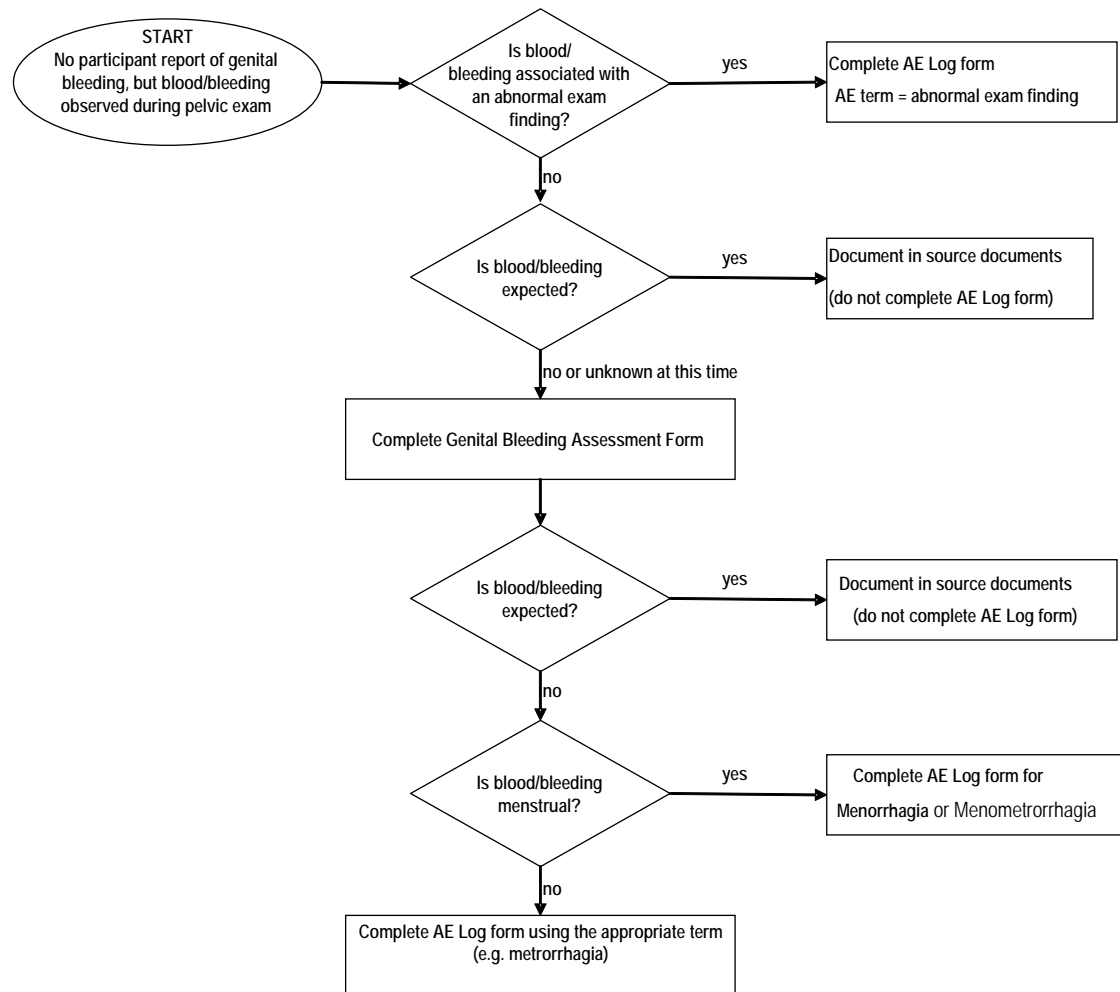 START
No participant report of genital
bleeding, but blood/bleeding
observed during pelvic exam
Is blood/
bleeding associated with
an abnormal exam
finding?
yes
Complete AE Log form
AE term = abnormal exam finding
no
Is blood/bleeding
expected?
yes
Document in source documents
(do not complete AE Log form)
no or unknown at this time
Complete Genital Bleeding Assessment Form
Is blood/bleeding
expected?
yes
Document in source documents
(do not complete AE Log form)
no
Is blood/bleeding
menstrual?
yes
Complete AE Log form for
Menorrhagia or Menometrorrhagia
no
Complete AE Log form using the appropriate term
(e.g. metrorrhagia)